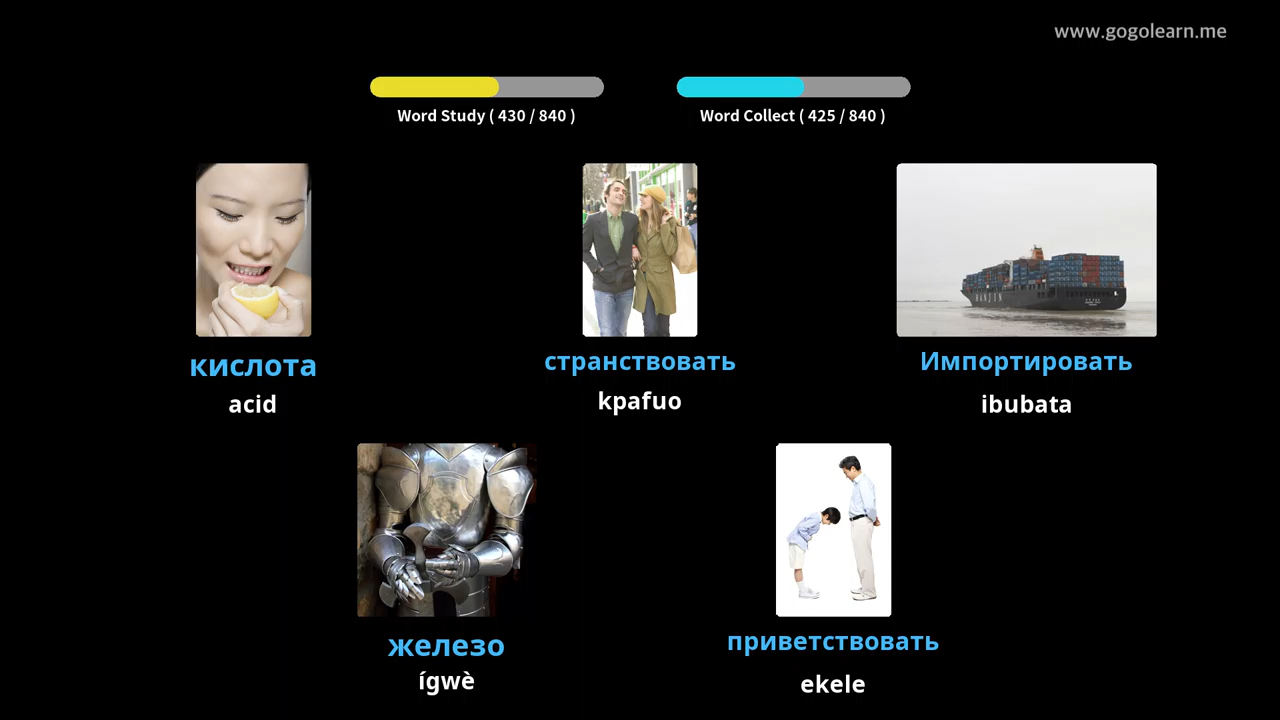 www.gogolearn.me
Word Study ( 430 / 840 )
Word Collect ( 425 / 840 )
кислота
acid
странствовать
kpafuo
Импортировать
ibubata
HANJIN
железо
ígwè
приветствовать
ekele